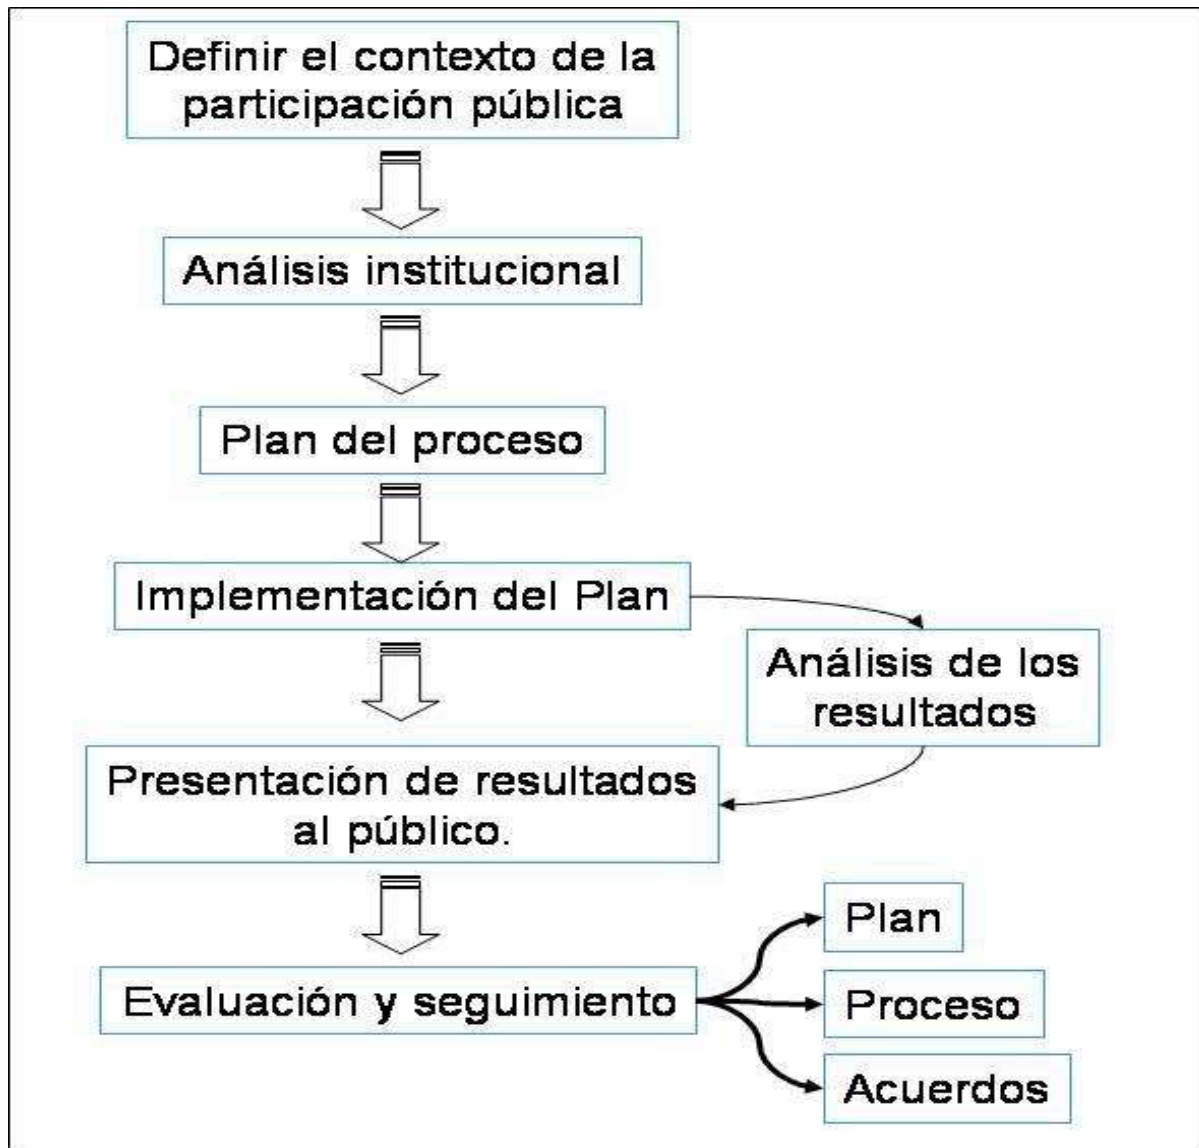 Definir el contexto de la
participación pública
Análisis institucional
Plan del proceso
Implementación del Plan
Análisis de los
resultados
Presentación de resultados
al público.
Evaluación y seguimiento
Plan
Proceso
Acuerdos